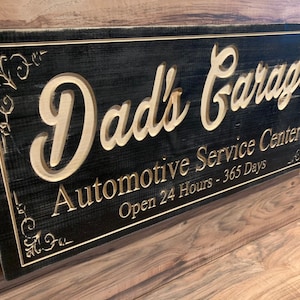 Dad's Garag
Automotive Service Center
Open 24 Hours - 365 Days